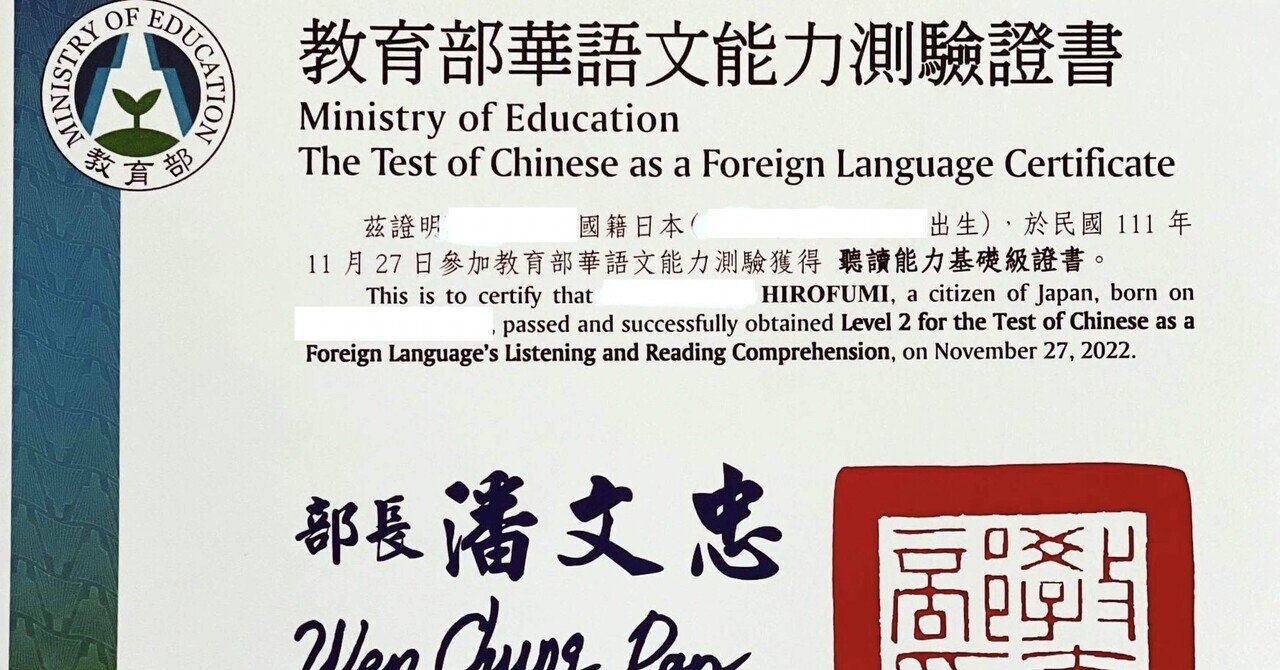 MINISTRY OF EDUCATION
教育部
教育部華語文能力測驗證書
Ministry of Education
The Test of Chinese as a Foreign Language Certificate
茲證明 國籍日本( 出生),於民國 111 年
11 月 27 日參加教育部華語文能力測驗獲得 聽讀能力基礎級證書。
This is to certify that HIROFUMI, a citizen of Japan, born on
, passed and successfully obtained Level 2 for the Test of Chinese as a
Foreign Language's Listening and Reading Comprehension, on November 27, 2022.
部長 潘文忠
Wen Chung Pan